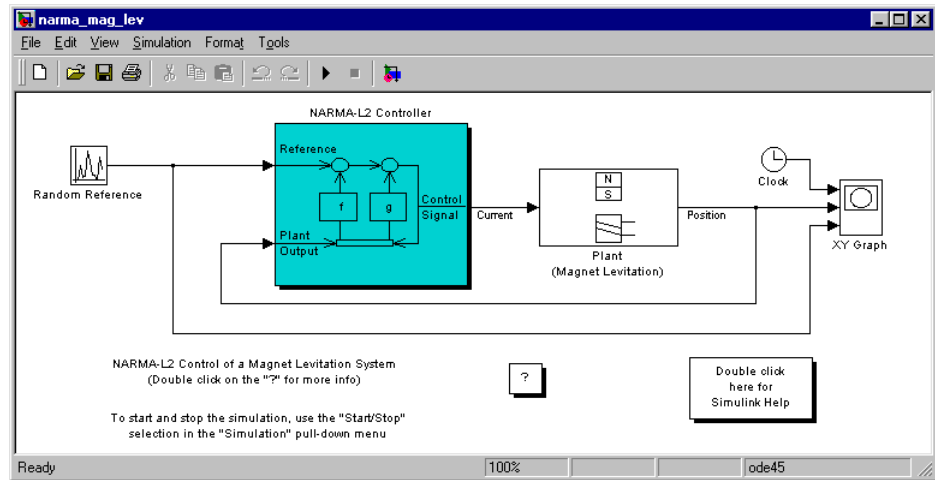 narma_mag_lev
File Edit View Simulation Format Tools
NARMA-L2 Controller
Reference
f
g
Control
Signal
Plant
Output
Random Reference
Current
N
S
Plant
(Magnet Levitation)
Position
Clock
XY Graph
NARMA-L2 Control of a Magnet Levitation System
(Double click on the "?" for more info)
To start and stop the simulation, use the "Start/Stop"
selection in the "Simulation" pull-down menu
?
Double click
here for
Simulink Help
Ready
100%
ode45